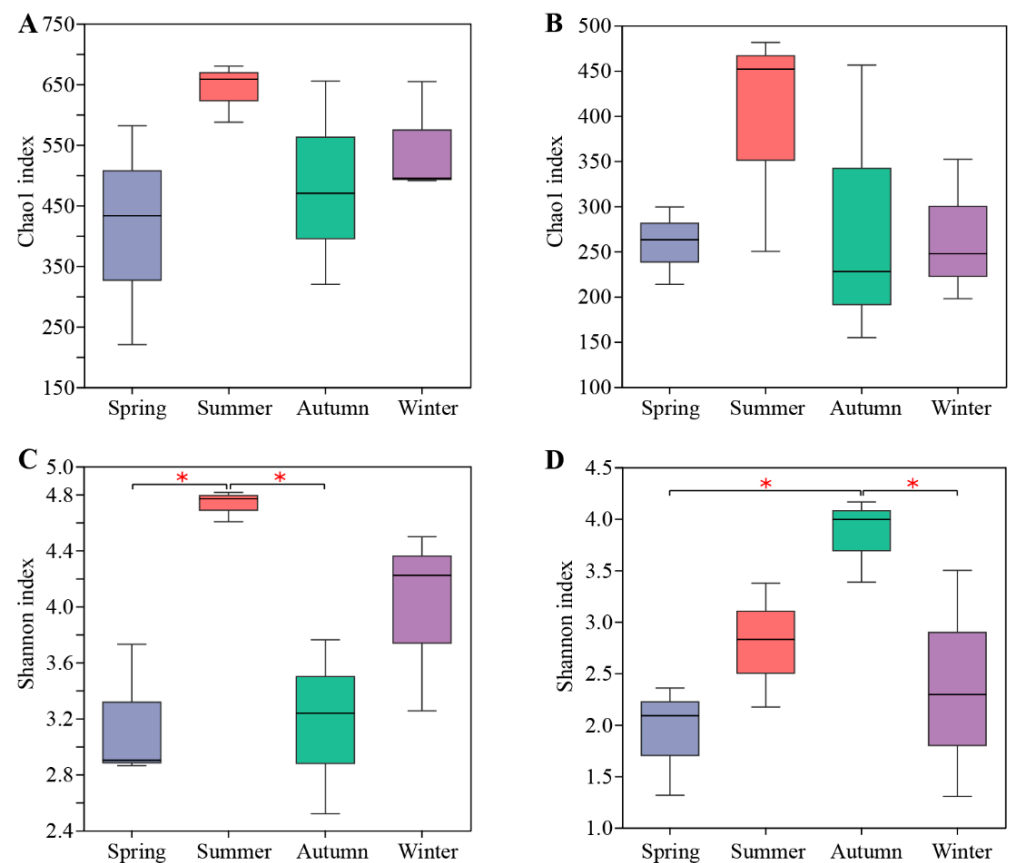 A
Chao1 index
750
650
550
450
350
250
150
Spring Summer Autumn Winter
B
Chao1 index
500
450
400
350
300
250
200
150
100
Spring Summer Autumn Winter
C
Shannon index
5.0
4.8
4.4
4.0
3.6
3.2
2.8
2.4
* *
Spring Summer Autumn Winter
D
Shannon index
4.5
4.0
3.5
3.0
2.5
2.0
1.5
1.0
* *
Spring Summer Autumn Winter